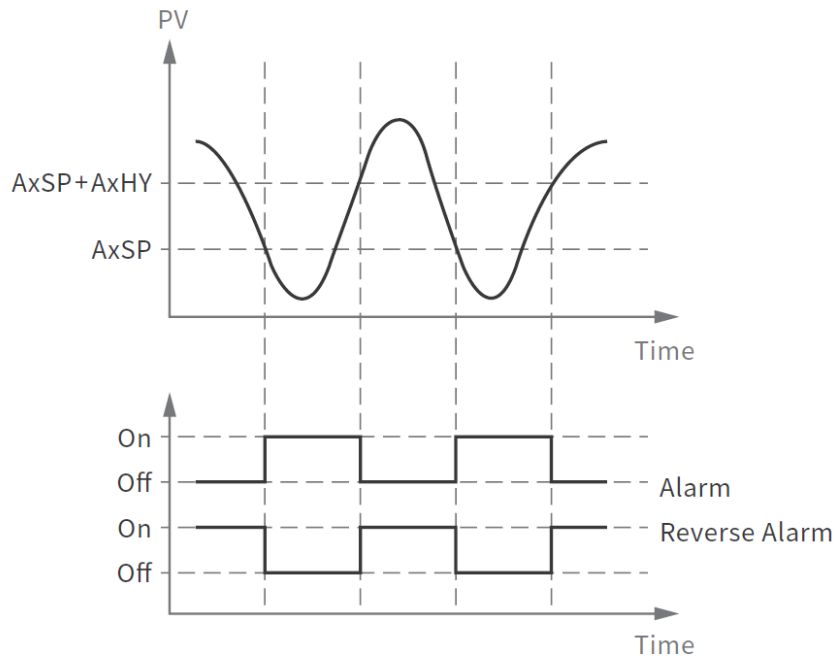 PV
AxSP+AxHY
AxSP
Time
On
Off
Alarm
On
Reverse Alarm
Off
Time